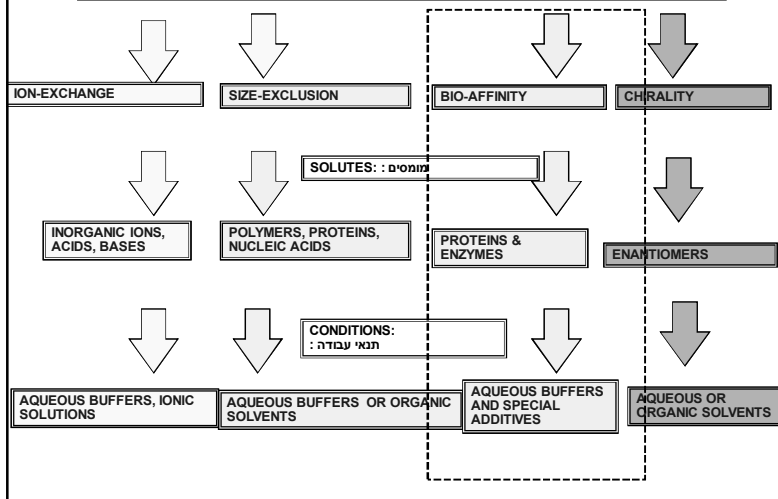 ION-EXCHANGE
SIZE-EXCLUSION
BIO-AFFINITY
CHIRALITY
SOLUTES: : מומסים
INORGANIC IONS,
ACIDS, BASES
POLYMERS, PROTEINS,
NUCLEIC ACIDS
PROTEINS &
ENZYMES
ENANTIOMERS
CONDITIONS:
תנאי עבודה :
AQUEOUS BUFFERS, IONIC
SOLUTIONS
AQUEOUS BUFFERS OR ORGANIC
SOLVENTS
AQUEOUS BUFFERS
AND SPECIAL
ADDITIVES
AQUEOUS OR
ORGANIC SOLVENTS